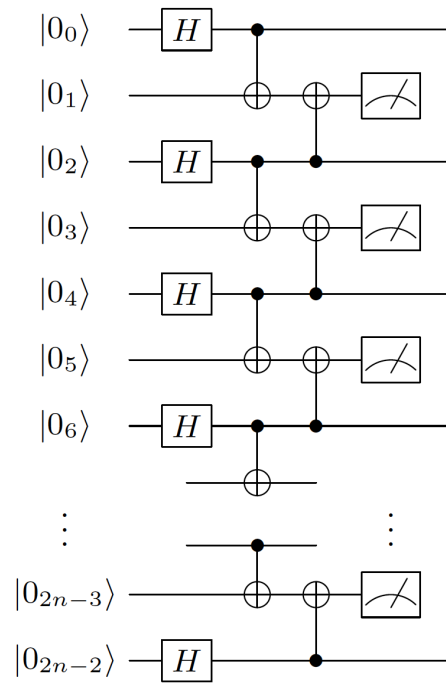 |0₀⟩ H
|0₁⟩
|0₂⟩ H
|0₃⟩
|0₄⟩ H
|0₅⟩
|0₆⟩ H
⋮ ⋮
|0₂ₙ₋₃⟩
|0₂ₙ₋₂⟩ H